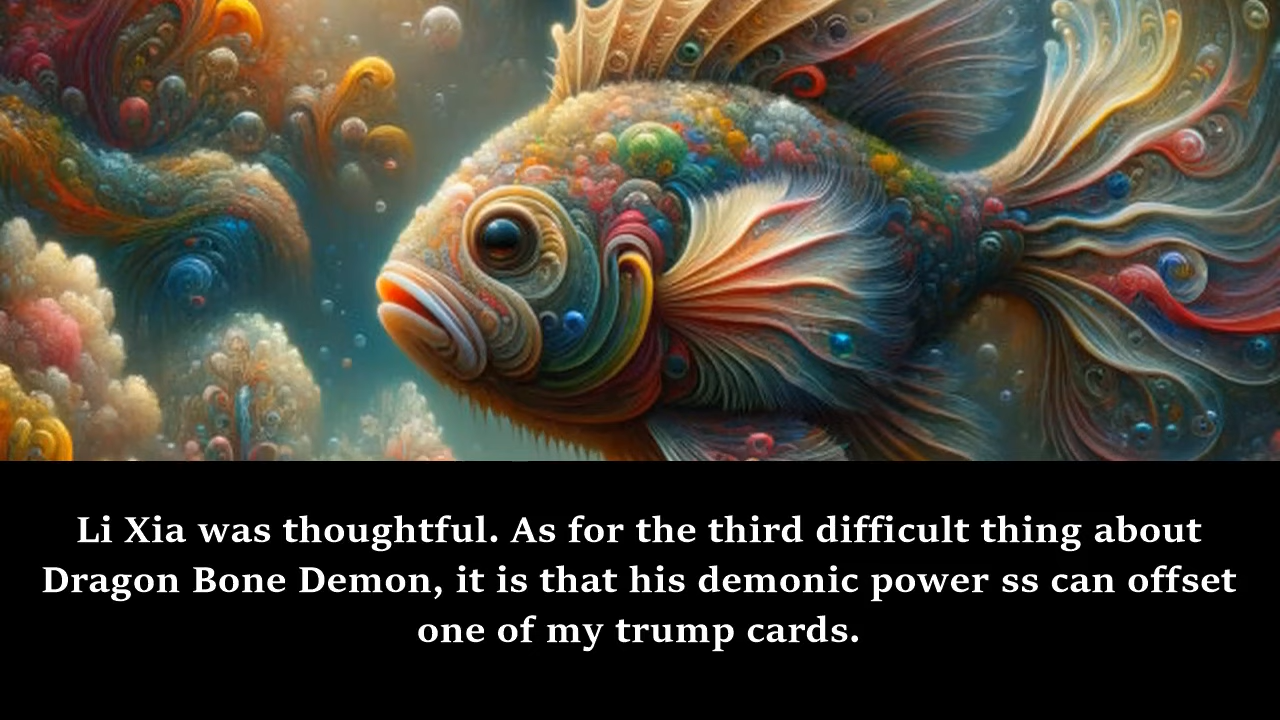 Li Xia was thoughtful. As for the third difficult thing about
Dragon Bone Demon, it is that his demonic power ss can offset
one of my trump cards.